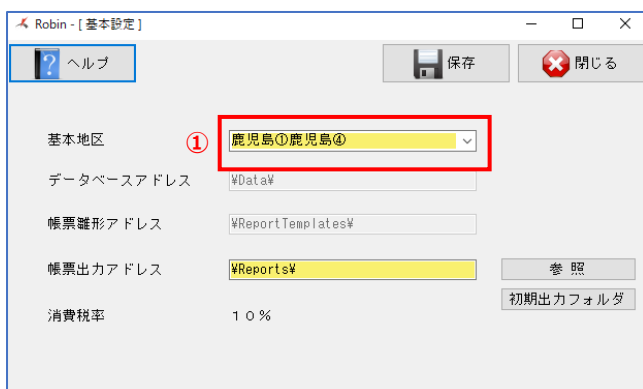 Robin - [ 基本設定 ]
ヘルプ
保存
閉じる
基本地区
①
鹿児島①鹿児島④
データベースアドレス
¥Data¥
帳票雛形アドレス
¥ReportTemplates¥
帳票出力アドレス
¥Reports¥
参 照
初期出力フォルダ
消費税率
１０％